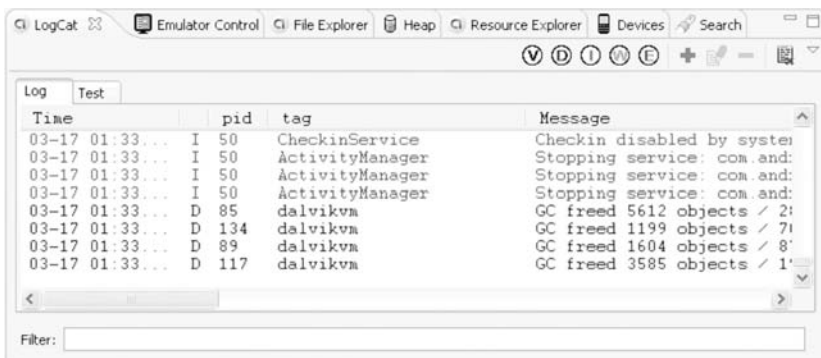 LogCat Emulator Control File Explorer Heap Resource Explorer Devices Search
V D I W E
Log Test
Time pid tag Message
03-17 01:33... I 50 CheckinService Checkin disabled by system
03-17 01:33... I 50 ActivityManager Stopping service: com.and
03-17 01:33... I 50 ActivityManager Stopping service: com.and
03-17 01:33... I 50 ActivityManager Stopping service: com.and
03-17 01:33... D 85 dalvikvm GC freed 5612 objects / 2
03-17 01:33... D 134 dalvikvm GC freed 1199 objects / 7
03-17 01:33... D 89 dalvikvm GC freed 1604 objects / 8
03-17 01:33... D 117 dalvikvm GC freed 3585 objects / 1
Filter: